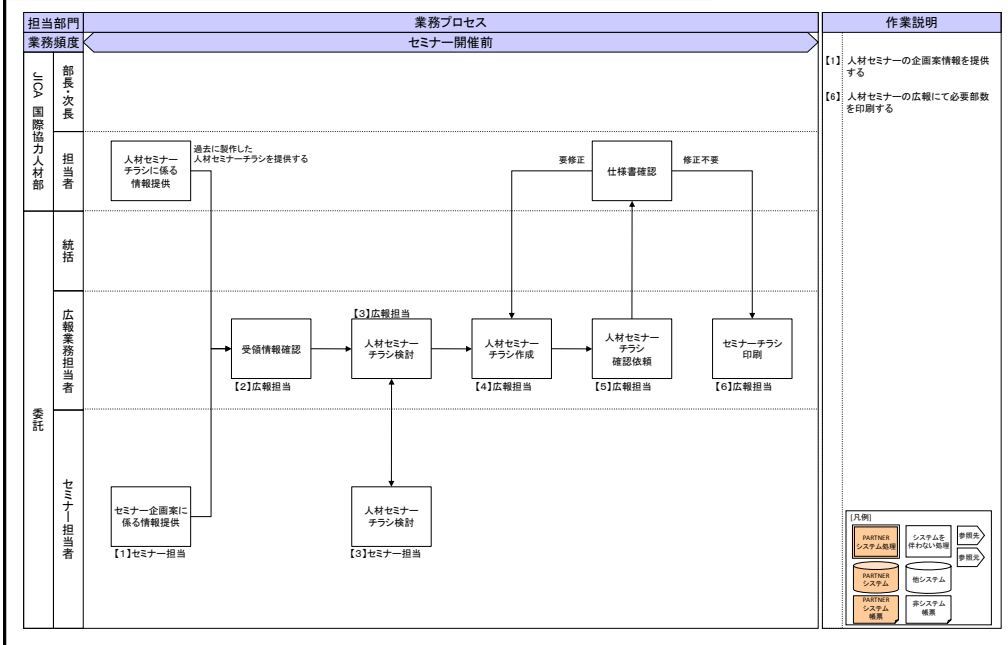 担当部門
業務プロセス
作業説明
業務頻度
セミナー開催前
JICA 国際協力人材部
部長・次長
担当者
委託
統括
広報業務担当者
セミナー担当者
人材セミナー
チラシに係る
情報提供
過去に製作した
人材セミナーチラシを提供する
要修正
仕様書確認
修正不要
受領情報確認
【2】広報担当
【3】広報担当
人材セミナー
チラシ検討
人材セミナー
チラシ作成
【4】広報担当
人材セミナー
チラシ
確認依頼
【5】広報担当
セミナーチラシ
印刷
【6】広報担当
セミナー企画案に
係る情報提供
【1】セミナー担当
人材セミナー
チラシ検討
【3】セミナー担当
【1】 人材セミナーの企画案情報を提供
する
【6】 人材セミナーの広報にて必要部数
を印刷する
[凡例]
PARTNER
システム処理
システムを
伴わない処理
参照先
参照元
PARTNER
システム
他システム
PARTNER
システム
帳票
非システム
帳票